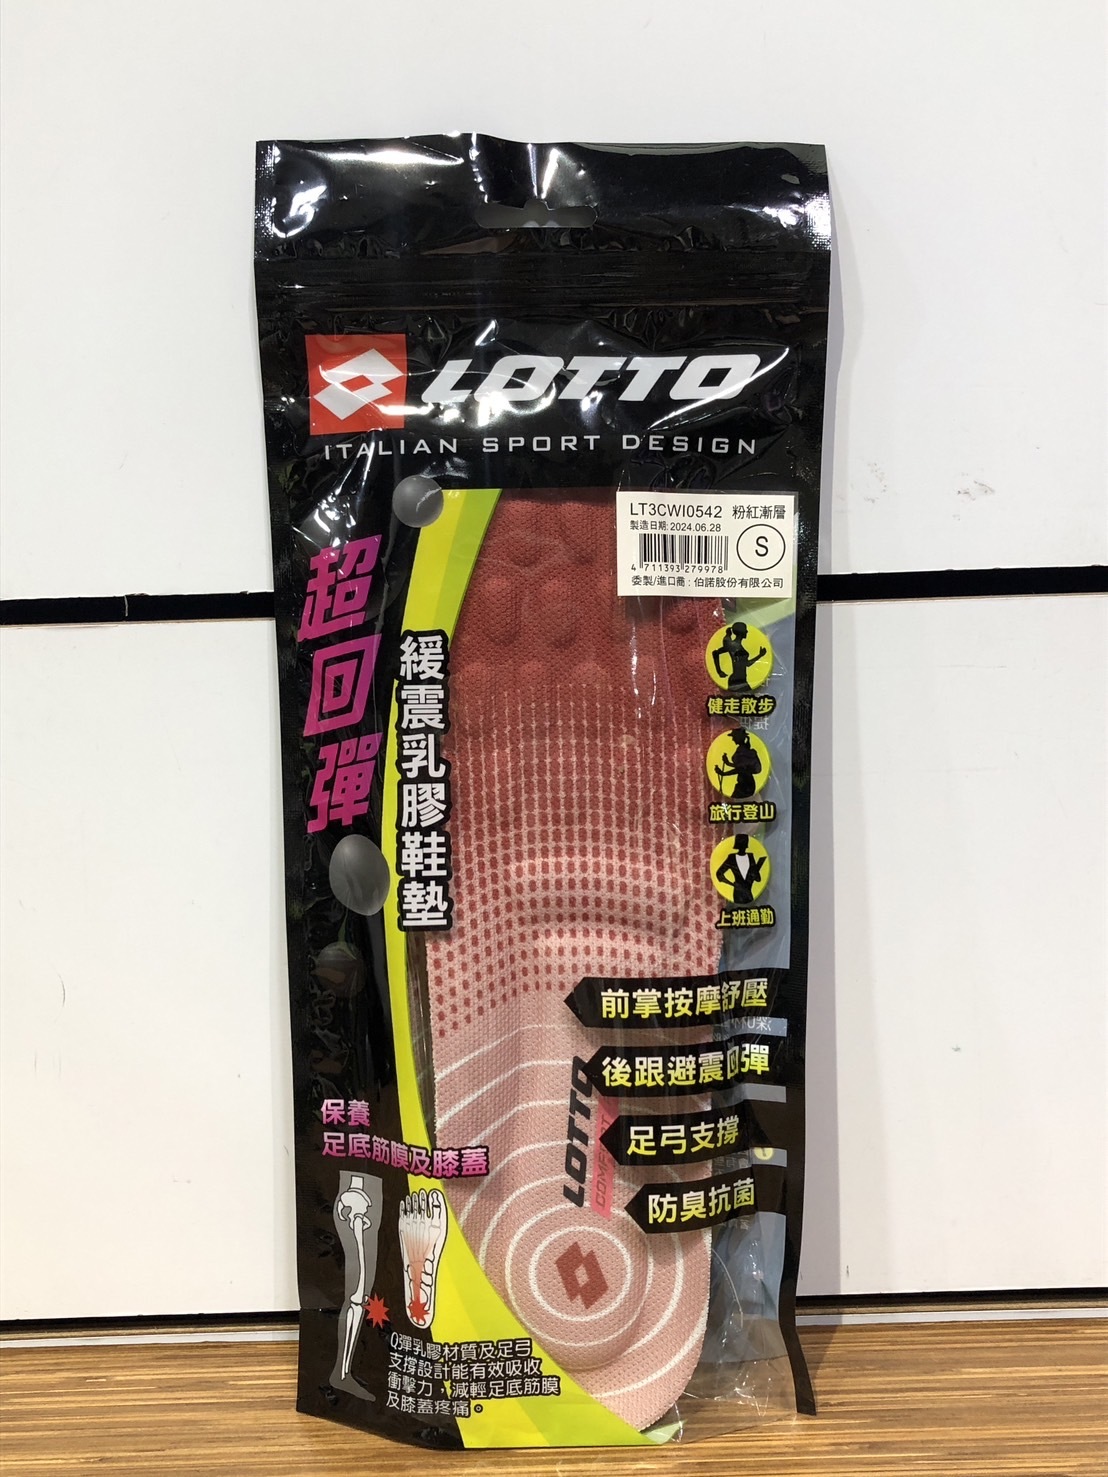 LOTTO
ITALIAN SPORT DESIGN
LT3CWI0542 粉紅漸層
製造日期:2024.06.28
S
4 711393 279978
委製/進口商:伯諾股份有限公司
超回彈
緩震乳膠鞋墊
健走散步
旅行登山
上班通勤
前掌按摩舒壓
後跟避震回彈
足弓支撐
防臭抗菌
LOTTO
保養
足底筋膜及膝蓋
Q彈乳膠材質及足弓
支撐設計能有效吸收
衝擊力,減輕足底筋膜
及膝蓋疼痛。